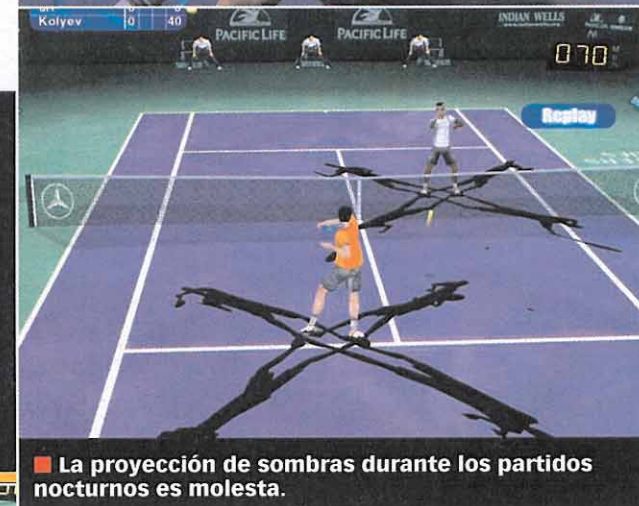 Kolyev 0 40
PACIFIC LIFE
PACIFIC LIFE
INDIAN WELLS
070
Replay
La proyección de sombras durante los partidos
nocturnos es molesta.